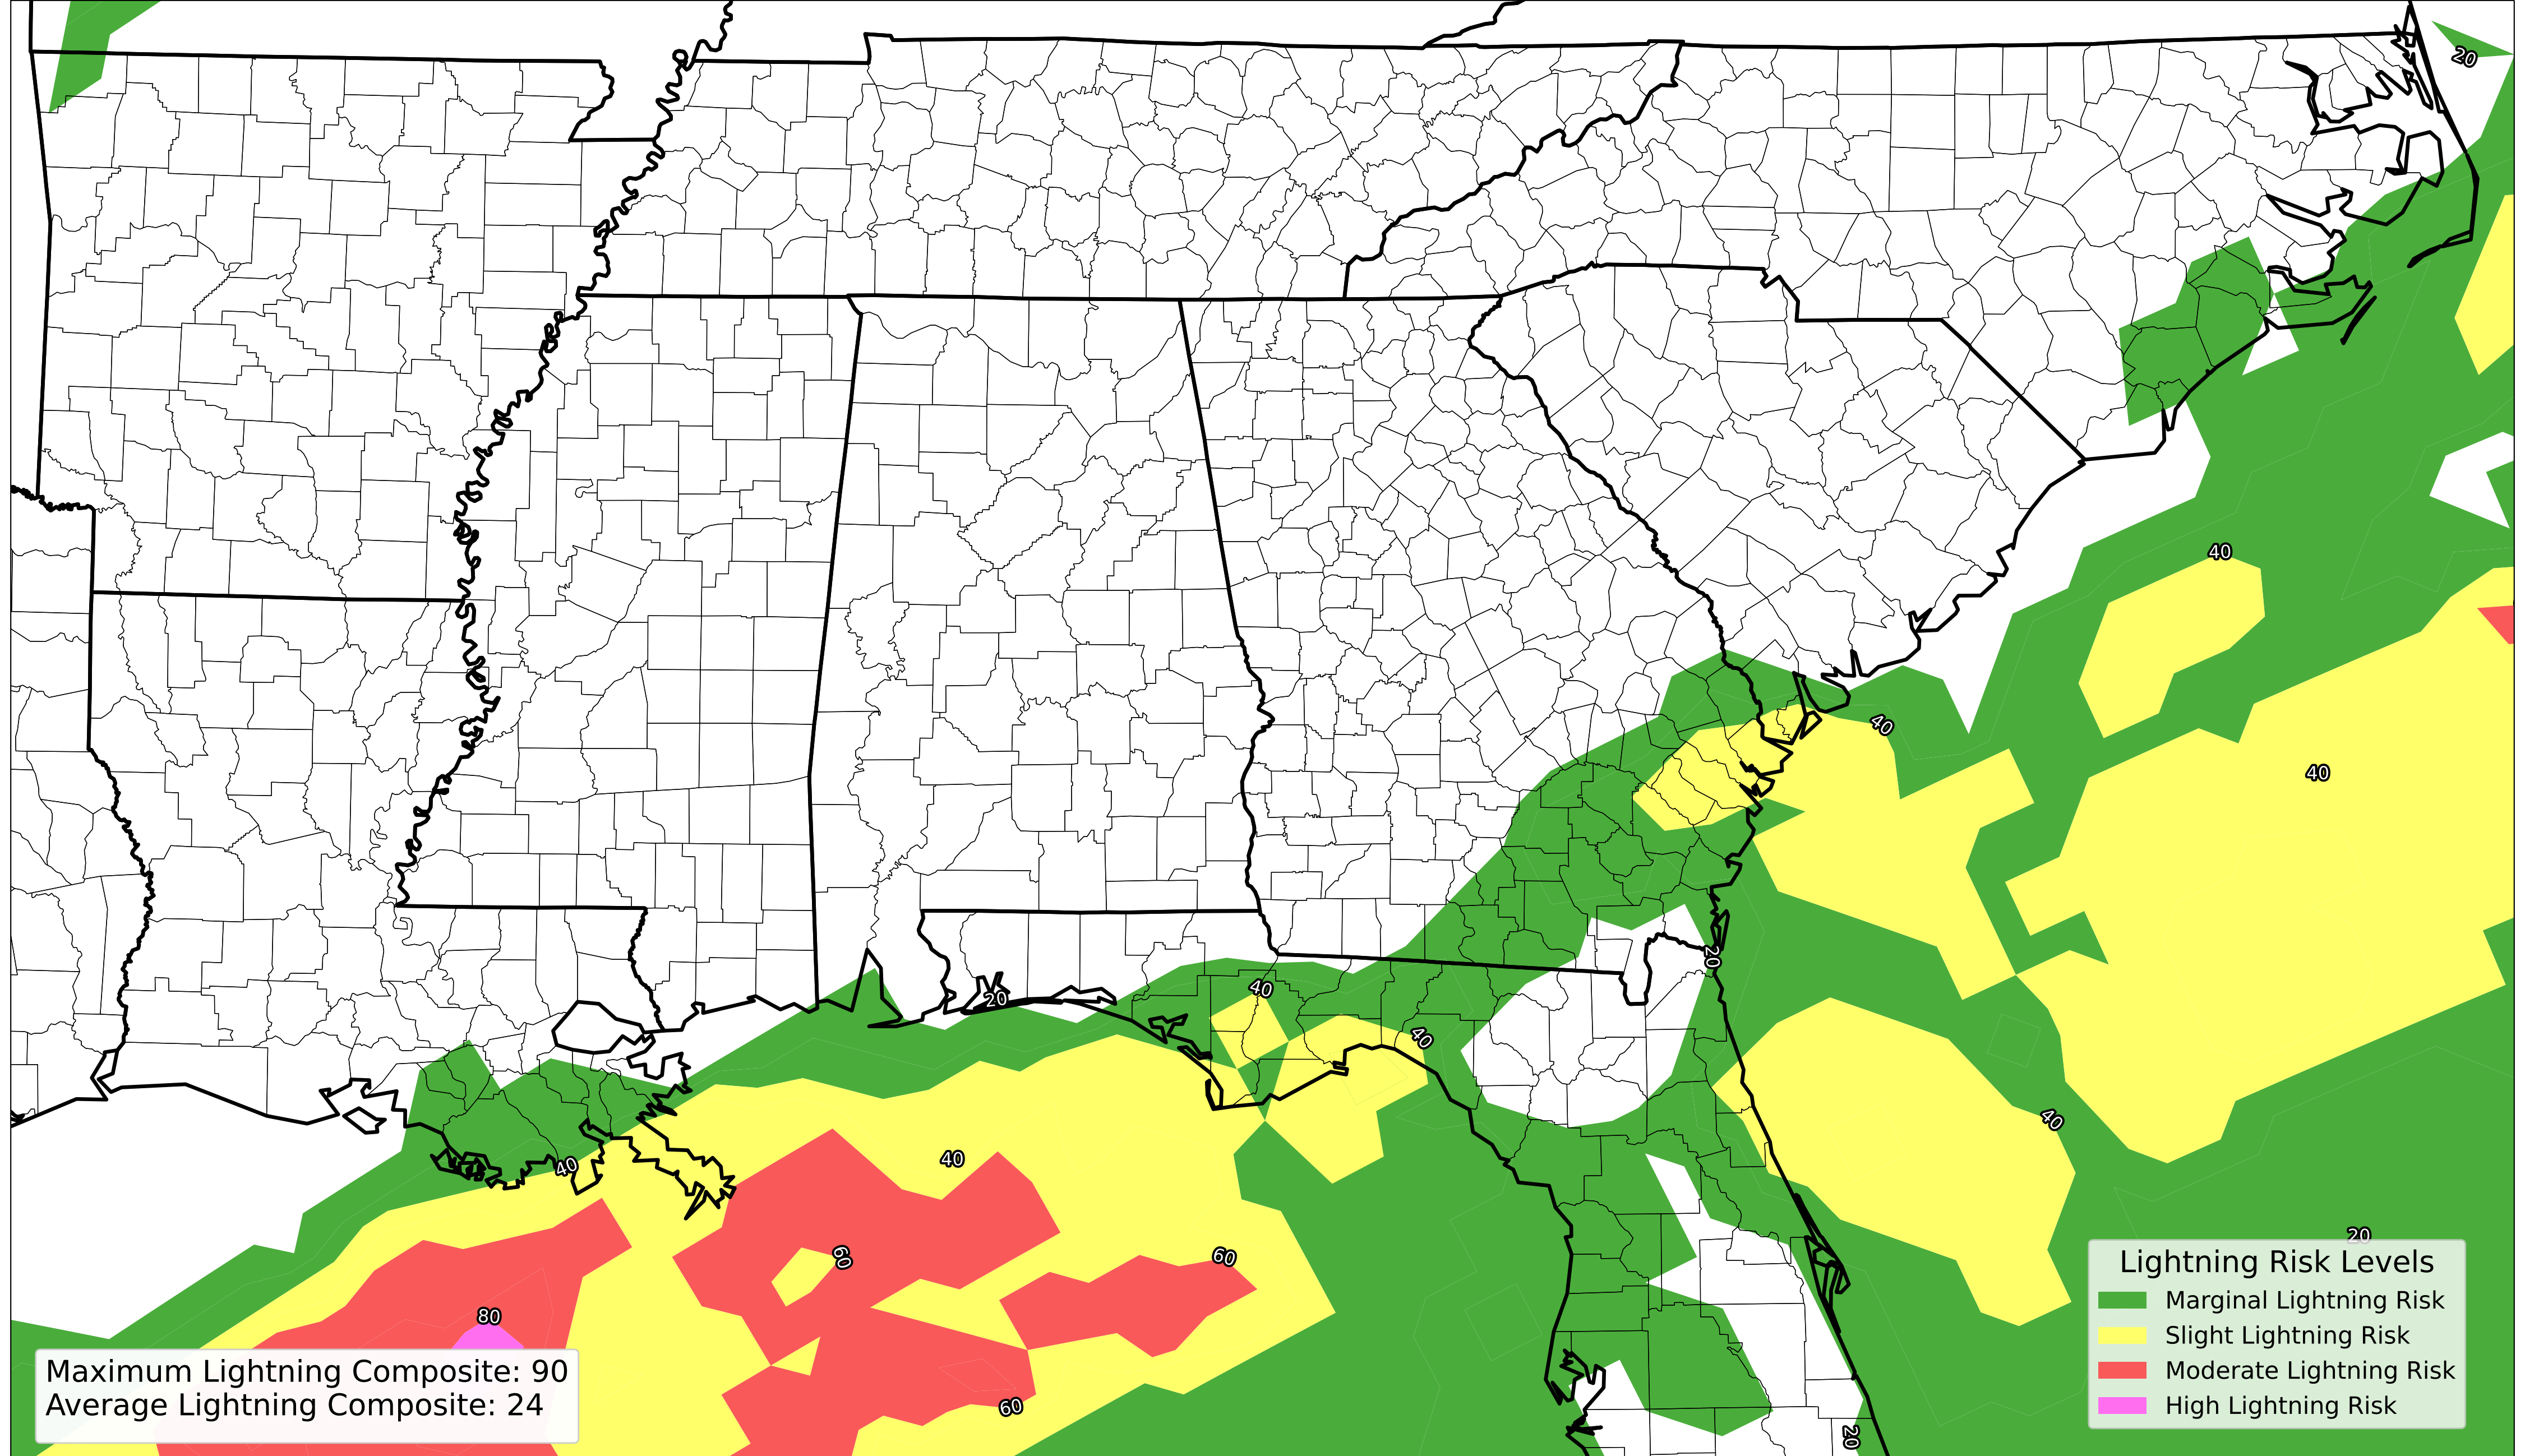 20
40
40
40
20
40
20
40
40
40
40
20
60
60
80
Lightning Risk Levels
Marginal Lightning Risk
Slight Lightning Risk
Moderate Lightning Risk
High Lightning Risk
Maximum Lightning Composite: 90
Average Lightning Composite: 24
60
20